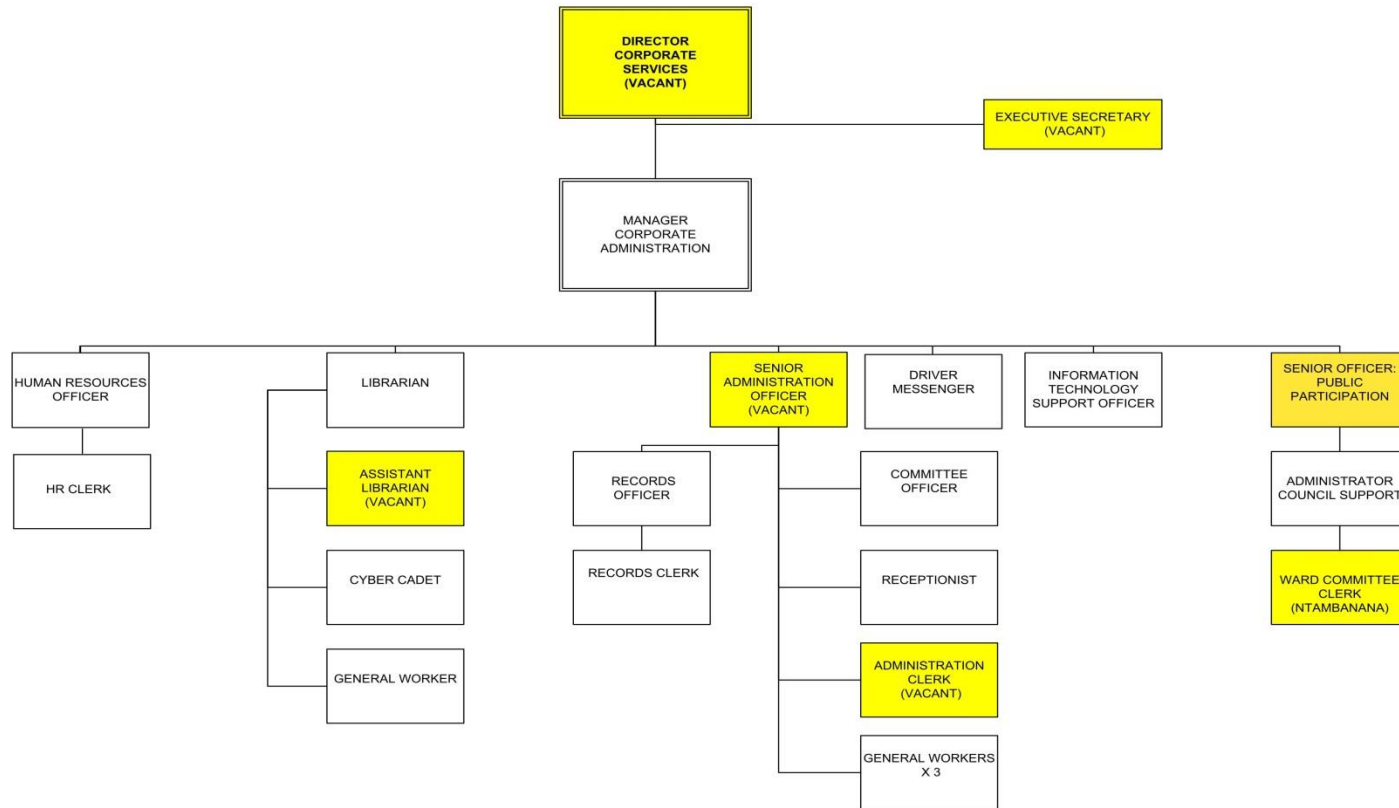 DIRECTOR
CORPORATE
SERVICES
(VACANT)
EXECUTIVE SECRETARY
(VACANT)
MANAGER
CORPORATE
ADMINISTRATION
HUMAN RESOURCES
OFFICER
LIBRARIAN
SENIOR
ADMINISTRATION
OFFICER
(VACANT)
DRIVER
MESSENGER
INFORMATION
TECHNOLOGY
SUPPORT OFFICER
SENIOR OFFICER:
PUBLIC
PARTICIPATION
HR CLERK
ASSISTANT
LIBRARIAN
(VACANT)
RECORDS
OFFICER
COMMITTEE
OFFICER
ADMINISTRATOR
COUNCIL SUPPORT
CYBER CADET
RECORDS CLERK
RECEPTIONIST
WARD COMMITTEE
CLERK
(NTAMBANANA)
GENERAL WORKER
ADMINISTRATION
CLERK
(VACANT)
GENERAL WORKERS
X 3